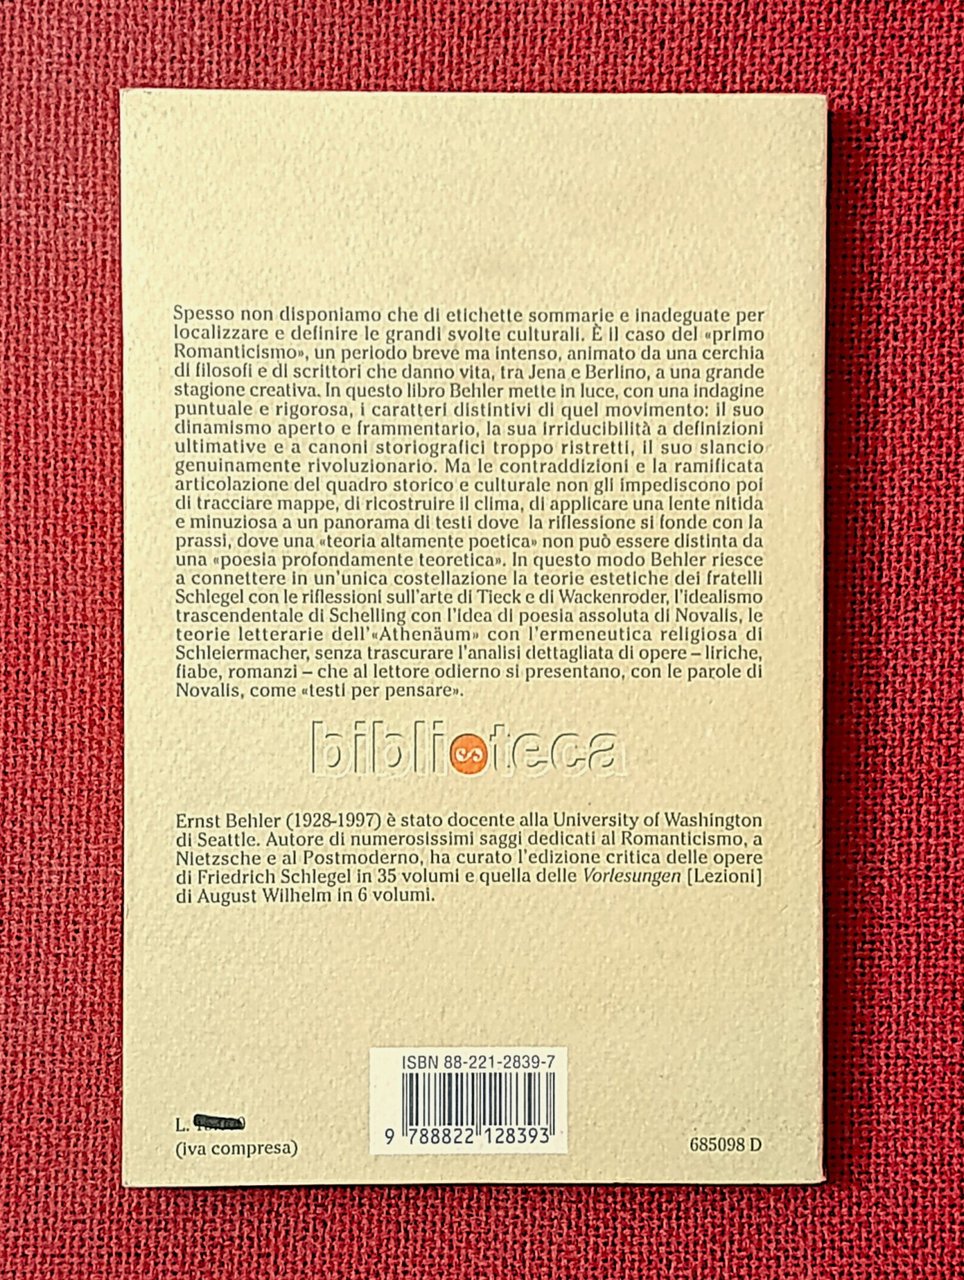 Spesso non disponiamo che di etichette sommarie e inadeguate per
localizzare e definire le grandi svolte culturali. È il caso del «primo
Romanticismo», un periodo breve ma intenso, animato da una cerchia
di filosofi e di scrittori che danno vita, tra Jena e Berlino, a una grande
stagione creativa. In questo libro Behler mette in luce, con una indagine
puntuale e rigorosa, i caratteri distintivi di quel movimento: il suo
dinamismo aperto e frammentario, la sua irriducibilità a definizioni
ultimative e a canoni storiografici troppo ristretti, il suo slancio
genuinamente rivoluzionario. Ma le contraddizioni e la ramificata
articolazione del quadro storico e culturale non gli impediscono poi
di tracciare mappe, di ricostruire il clima, di applicare una lente nitida
e minuziosa a un panorama di testi dove la riflessione si fonde con la
prassi, dove una «teoria altamente poetica» non può essere distinta da
una «poesia profondamente teoretica». In questo modo Behler riesce
a connettere in un'unica costellazione la teorie estetiche dei fratelli
Schlegel con le riflessioni sull'arte di Tieck e di Wackenroder, l'idealismo
trascendentale di Schelling con l'idea di poesia assoluta di Novalis, le
teorie letterarie dell'«Athenäum» con l'ermeneutica religiosa di
Schleiermacher, senza trascurare l'analisi dettagliata di opere – liriche,
fiabe, romanzi – che al lettore odierno si presentano, con le parole di
Novalis, come «testi per pensare».
biblioteca
Ernst Behler (1928-1997) è stato docente alla University of Washington
di Seattle. Autore di numerosissimi saggi dedicati al Romanticismo, a
Nietzsche e al Postmoderno, ha curato l'edizione critica delle opere
di Friedrich Schlegel in 35 volumi e quella delle Vorlesungen [Lezioni]
di August Wilhelm in 6 volumi.
ISBN 88-221-2839-7
9 788822 128393
L.
(iva compresa)
685098 D